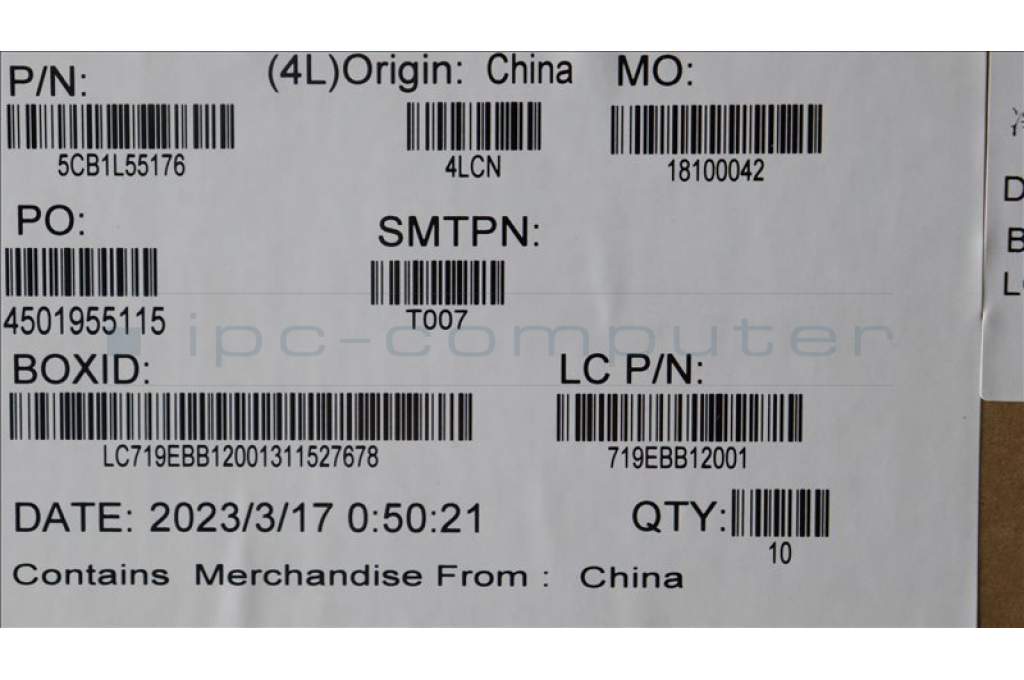 P/N: (4L)Origin: China MO:
5CB1L55176 4LCN 18100042
PO: SMTPN:
4501955115 T007
ipc-computer
BOXID: LC P/N:
LC719EBB12001311527678 719EBB12001
DATE: 2023/3/17 0:50:21 QTY:
10
Contains Merchandise From : China
D
B